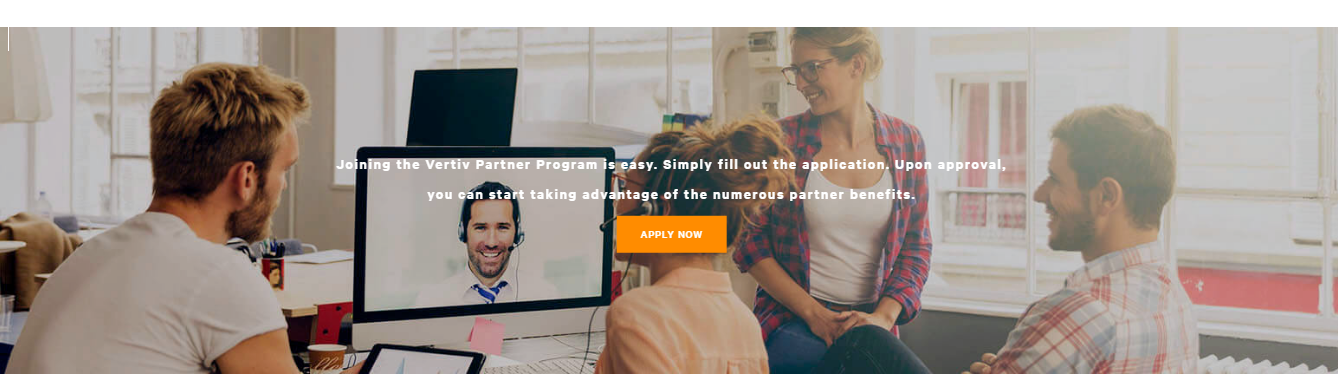 Joining the Vertiv Partner Program is easy. Simply fill out the application. Upon approval,
you can start taking advantage of the numerous partner benefits.
APPLY NOW